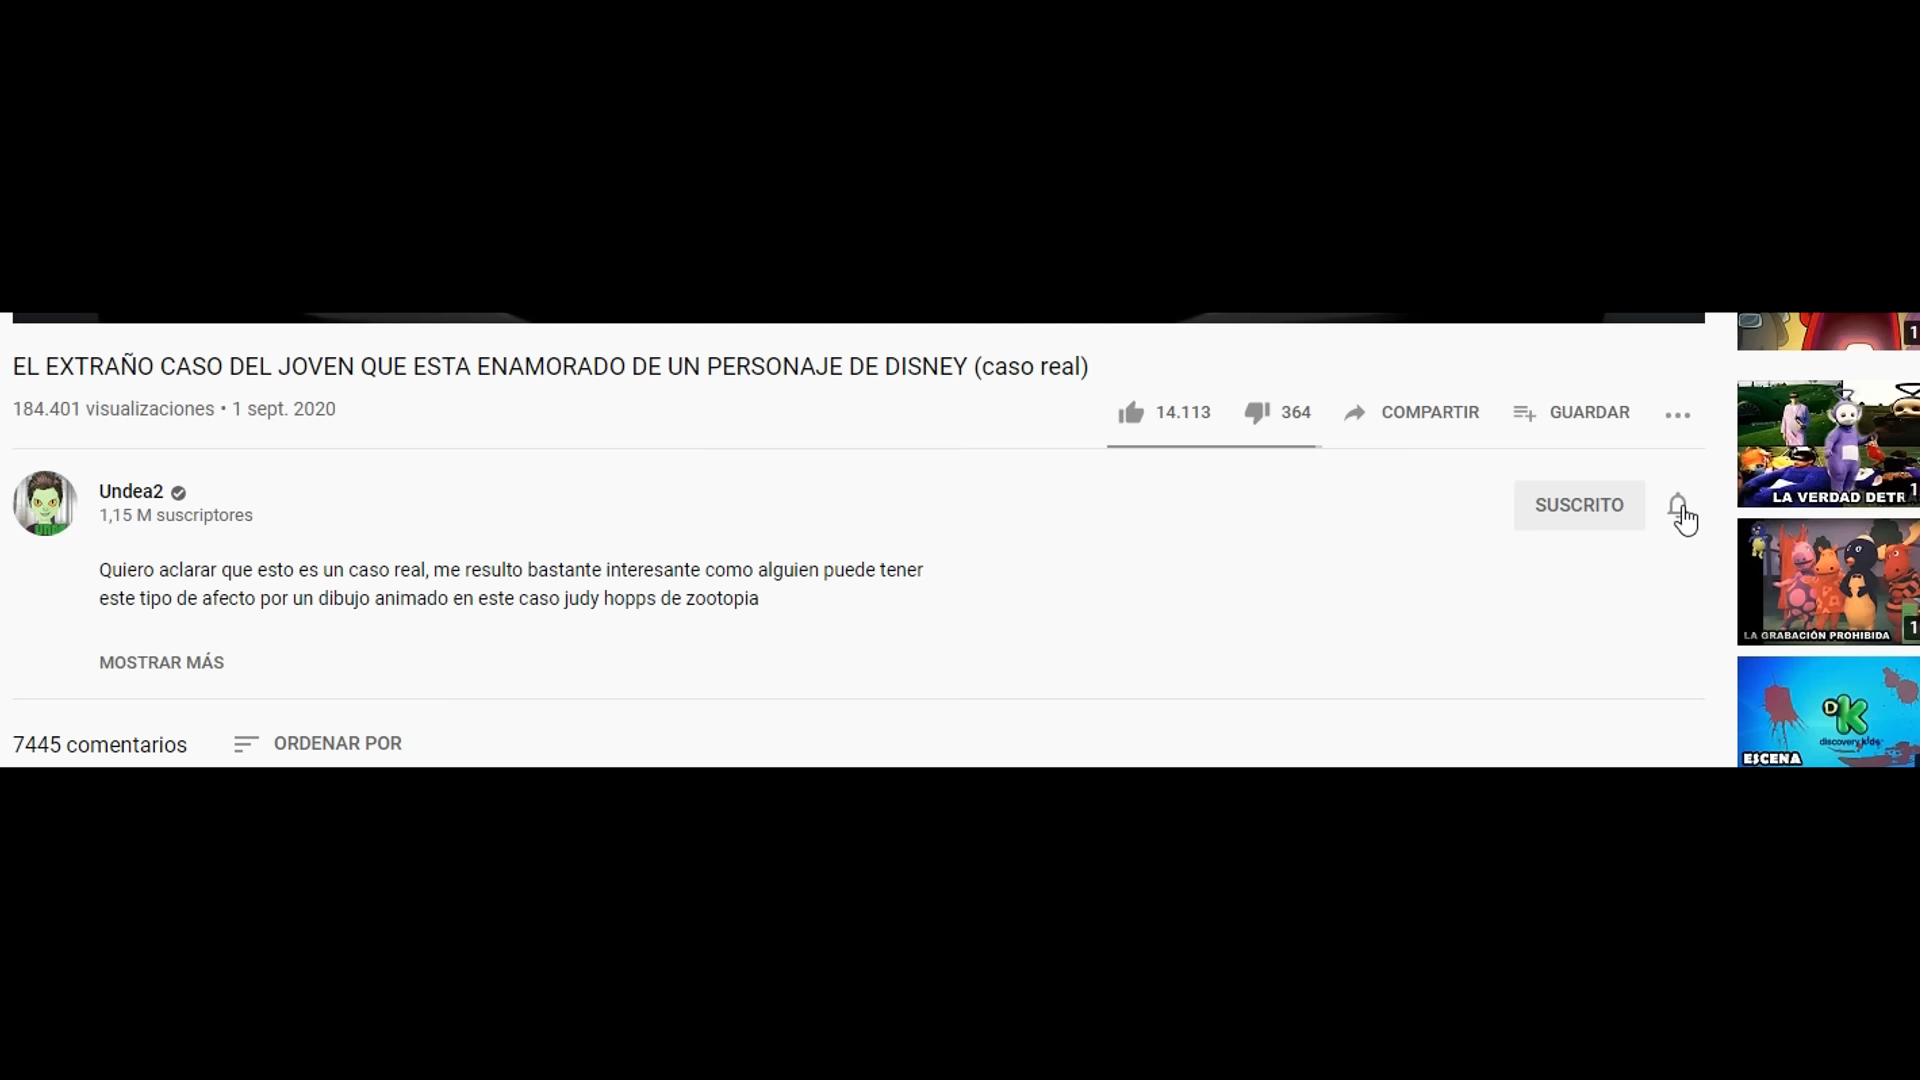 EL EXTRAÑO CASO DEL JOVEN QUE ESTA ENAMORADO DE UN PERSONAJE DE DISNEY (caso real)
184.401 visualizaciones • 1 sept. 2020
14.113
364
COMPARTIR
GUARDAR
Undea2
1,15 M suscriptores
SUSCRITO
Quiero aclarar que esto es un caso real, me resulto bastante interesante como alguien puede tener
este tipo de afecto por un dibujo animado en este caso judy hopps de zootopia
MOSTRAR MÁS
7445 comentarios
ORDENAR POR
1
LA VERDAD DETR
1
LA GRABACIÓN PROHIBIDA
1
DK
discovery kids
ESCENA